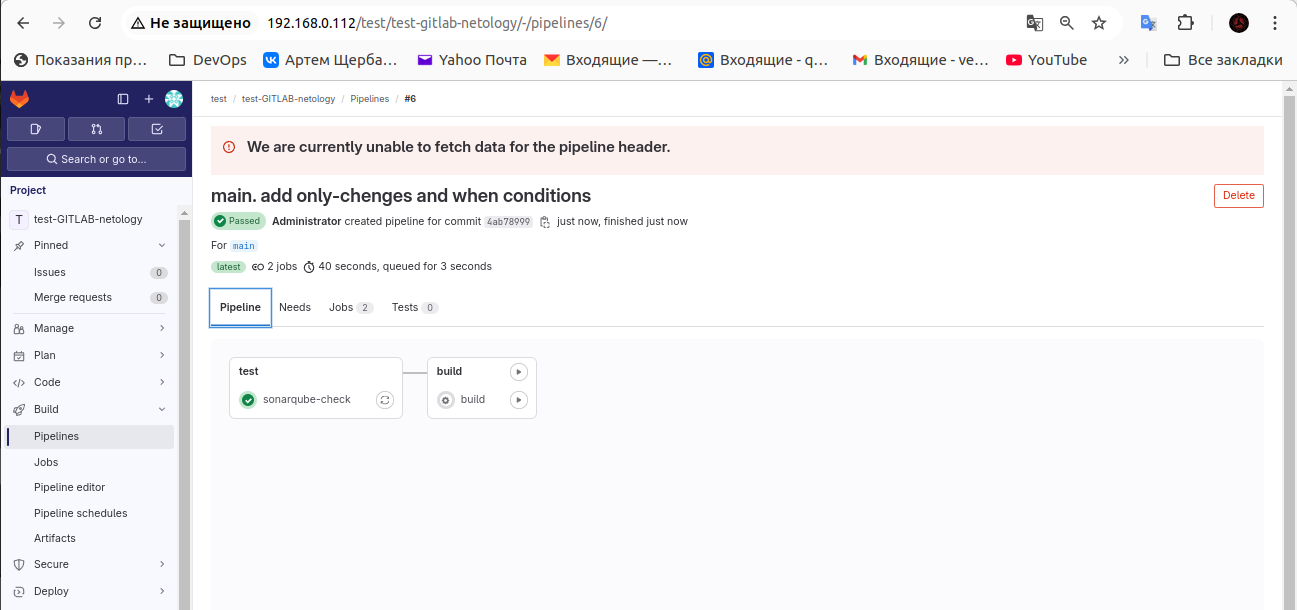 Не защищено 192.168.0.112/test/test-gitlab-netology/-/pipelines/6/
Показания пр... DevOps Артем Щерба... Yahoo Почта Входящие —... Входящие - q... Входящие - ve... YouTube » Все закладки
Search or go to...
Project
T test-GITLAB-netology
Pinned
Issues 0
Merge requests 0
Manage
Plan
Code
Build
Pipelines
Jobs
Pipeline editor
Pipeline schedules
Artifacts
Secure
Deploy
test / test-GITLAB-netology / Pipelines / #6
We are currently unable to fetch data for the pipeline header.
main. add only-chenges and when conditions
Delete
Passed Administrator created pipeline for commit 4ab78999 just now, finished just now
For main
latest 2 jobs 40 seconds, queued for 3 seconds
Pipeline Needs Jobs 2 Tests 0
test
sonarqube-check
build
build